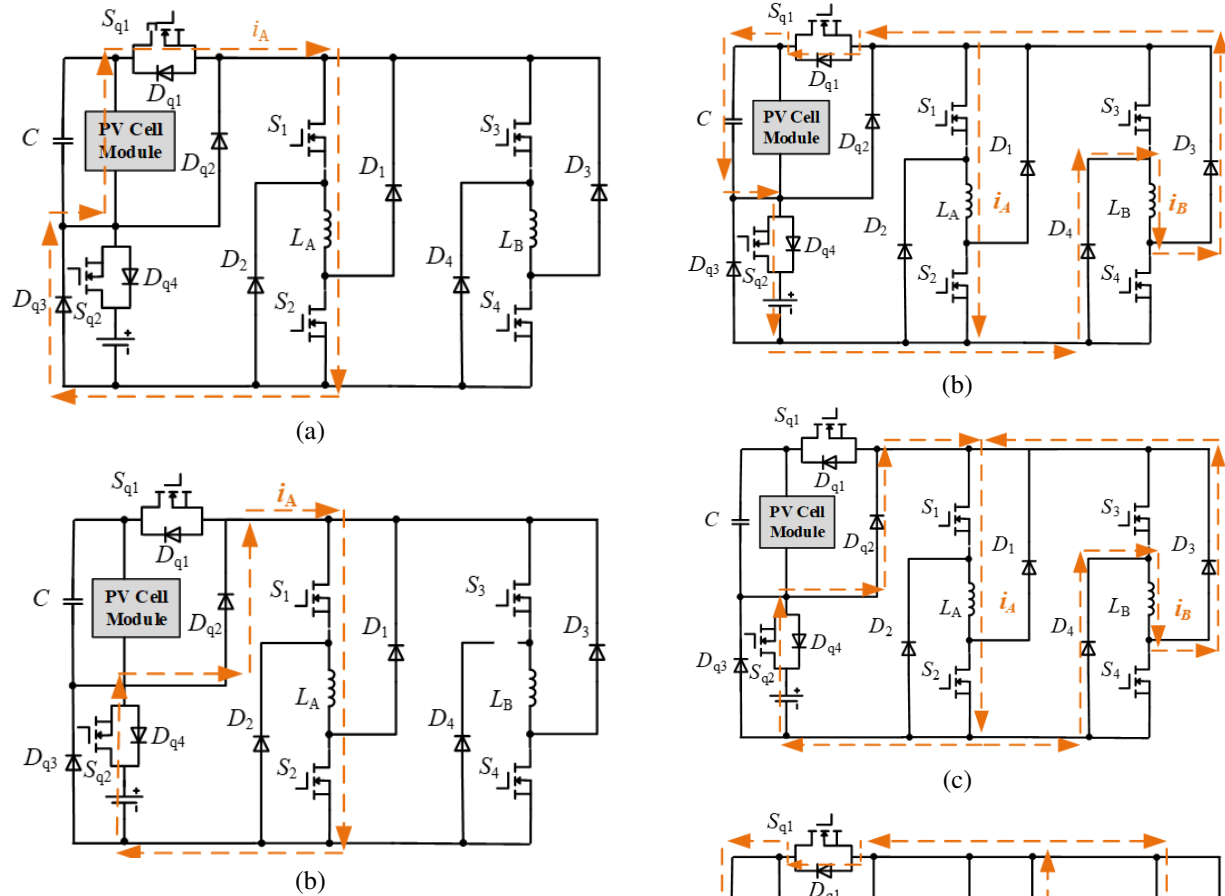 S_q1
i_A
D_q1
C
PV Cell
Module
D_q2
S_1
S_3
D_1
D_3
D_2
L_A
D_4
L_B
D_q4
D_q3
S_q2
S_2
S_4
+
(a)
S_q1
i_A
D_q1
C
PV Cell
Module
D_q2
S_1
S_3
D_1
D_3
D_2
L_A
D_4
L_B
D_q4
D_q3
S_q2
S_2
S_4
+
(b)
S_q1
D_q1
C
PV Cell
Module
D_q2
S_1
S_3
D_1
D_3
D_2
L_A
i_A
D_4
L_B
i_B
D_q4
D_q3
S_q2
S_2
S_4
+
(b)
S_q1
D_q1
C
PV Cell
Module
D_q2
S_1
S_3
D_1
D_3
D_2
L_A
i_A
D_4
L_B
i_B
D_q4
D_q3
S_q2
S_2
S_4
+
(c)
S_q1
D_q1